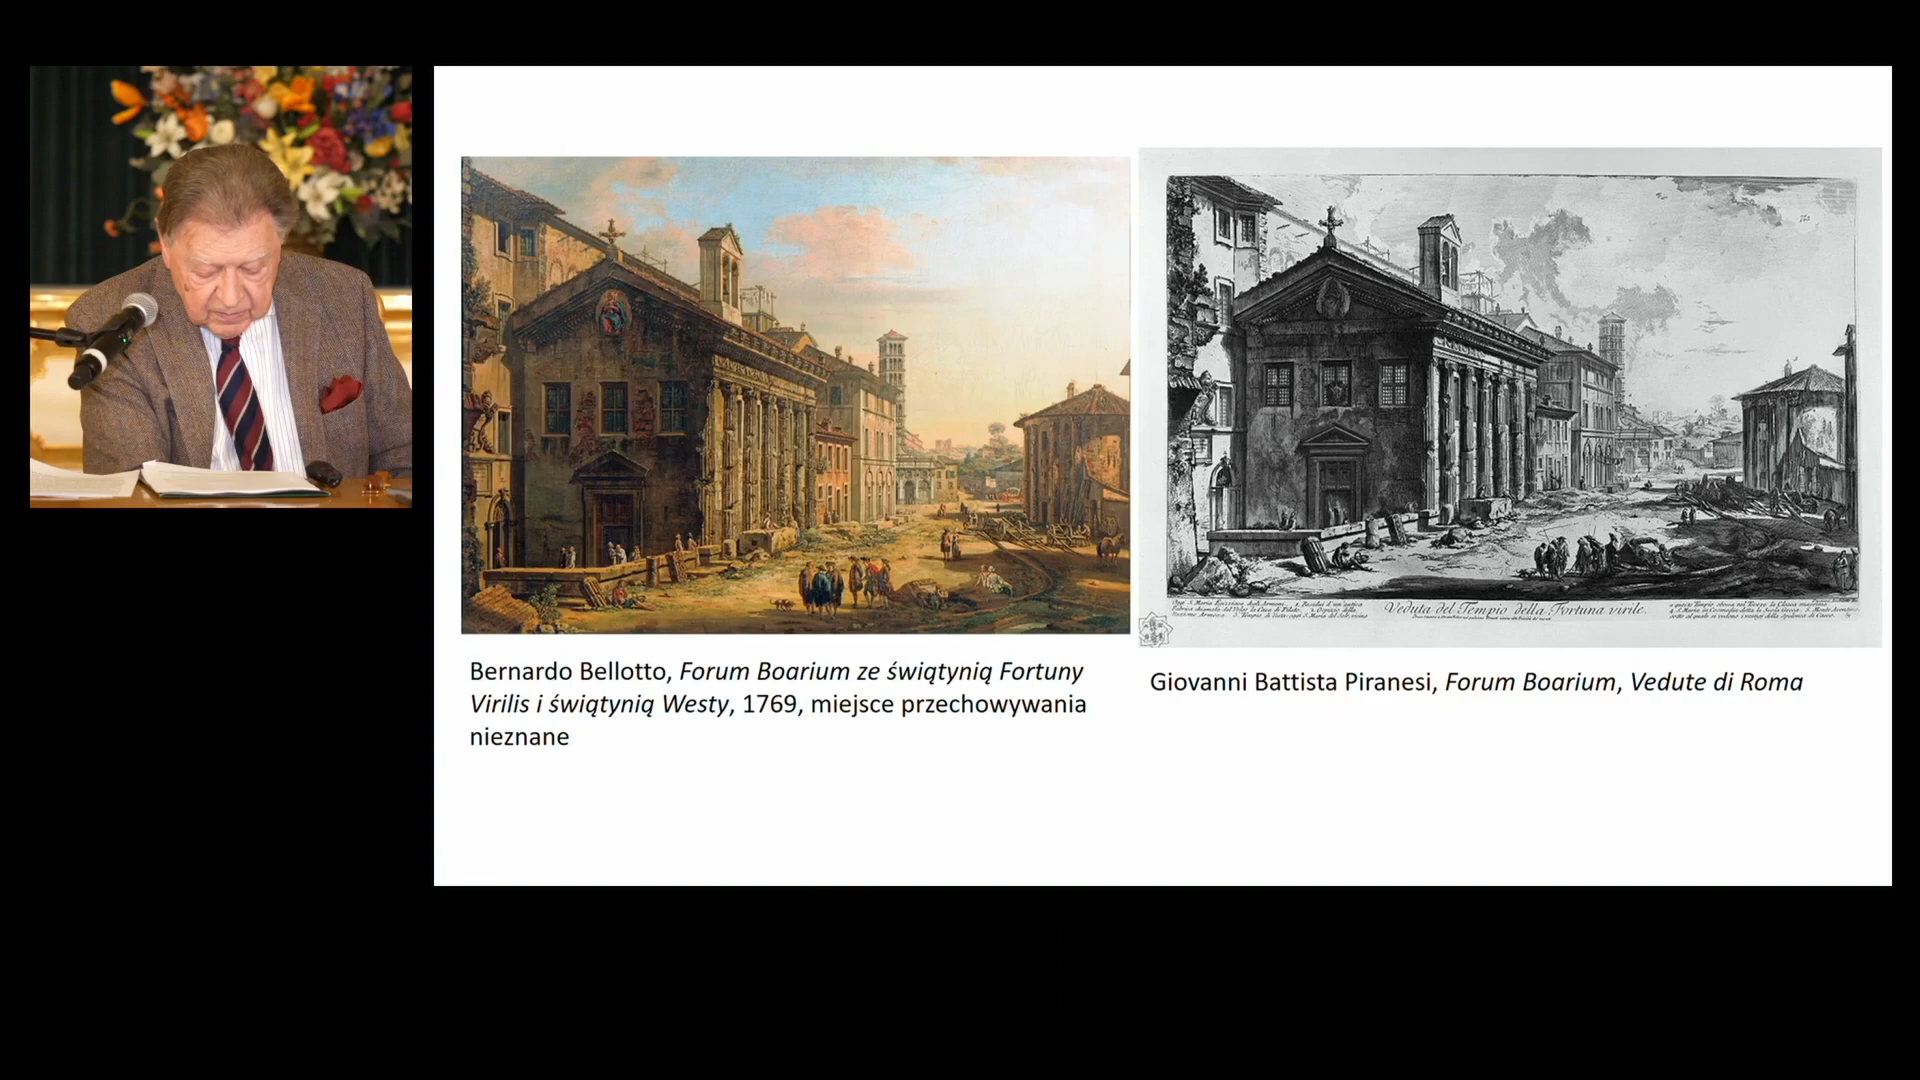 Bernardo Bellotto, Forum Boarium ze świątynią Fortuny
Virilis i świątynią Westy, 1769, miejsce przechowywania
nieznane
Veduta del Tempio della Fortuna virile.
Giovanni Battista Piranesi, Forum Boarium, Vedute di Roma